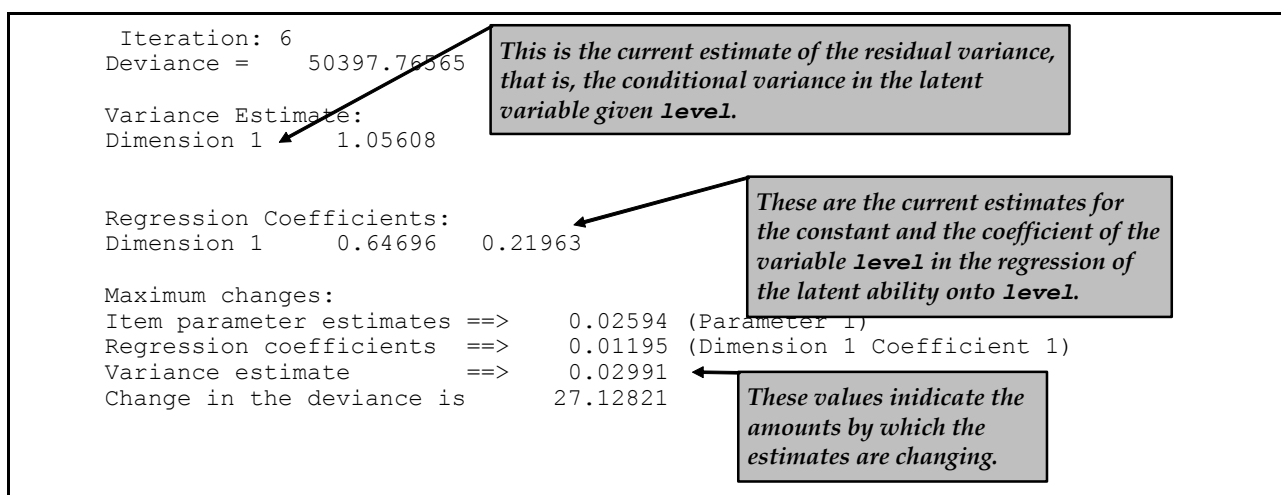 Iteration: 6
Deviance = 50397.76565
This is the current estimate of the residual variance,
that is, the conditional variance in the latent
variable given level.
Variance Estimate:
Dimension 1 1.05608
Regression Coefficients:
Dimension 1 0.64696 0.21963
These are the current estimates for
the constant and the coefficient of the
variable level in the regression of
the latent ability onto level.
Maximum changes:
Item parameter estimates ==> 0.02594 (Parameter 1)
Regression coefficients ==> 0.01195 (Dimension 1 Coefficient 1)
Variance estimate ==> 0.02991
Change in the deviance is 27.12821
These values inidicate the
amounts by which the
estimates are changing.